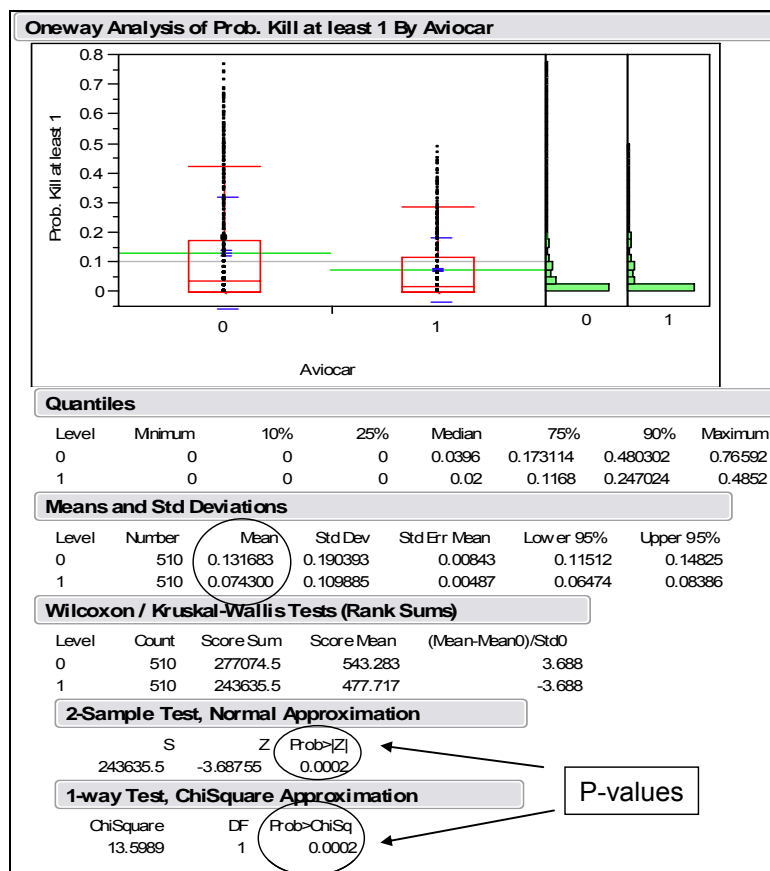 Oneway Analysis of Prob. Kill at least 1 By Aviocar
0.8
0.7
0.6
0.5
0.4
0.3
0.2
0.1
0
Prob. Kill at least 1
0 1 0 1
Aviocar
Quantiles
Level Minimum 10% 25% Median 75% 90% Maximum
0 0 0 0 0.0396 0.173114 0.480302 0.76592
1 0 0 0 0.02 0.1168 0.247024 0.4852
Means and Std Deviations
Level Number Mean Std Dev Std Err Mean Lower 95% Upper 95%
0 510 0.131683 0.190393 0.00843 0.11512 0.14825
1 510 0.074300 0.109885 0.00487 0.06474 0.08386
Wilcoxon / Kruskal-Wallis Tests (Rank Sums)
Level Count Score Sum Score Mean (Mean-Mean0)/Std0
0 510 277074.5 543.283 3.688
1 510 243635.5 477.717 -3.688
2-Sample Test, Normal Approximation
S Z Prob>|Z|
243635.5 -3.68755 0.0002
P-values
1-way Test, ChiSquare Approximation
ChiSquare DF Prob>ChiSq
13.5989 1 0.0002